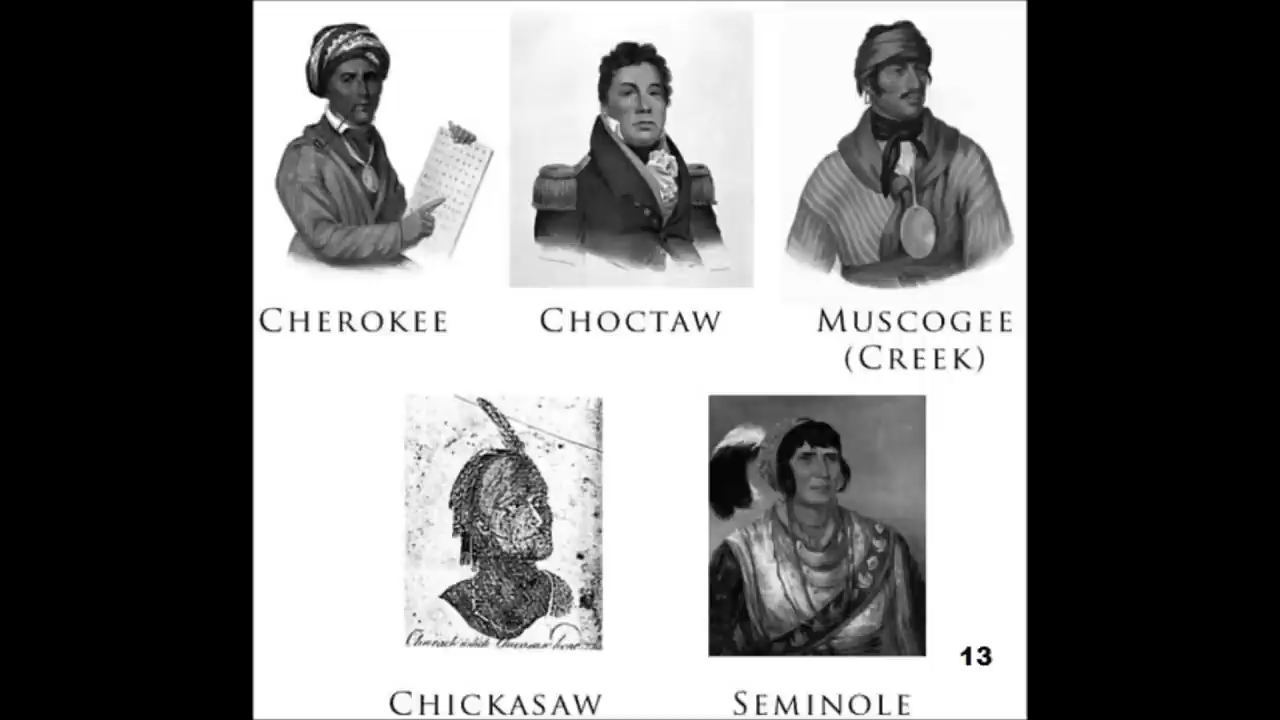 CHEROKEE
CHOCTAW
MUSCOGEE
(CREEK)
CHICKASAW
SEMINOLE
13